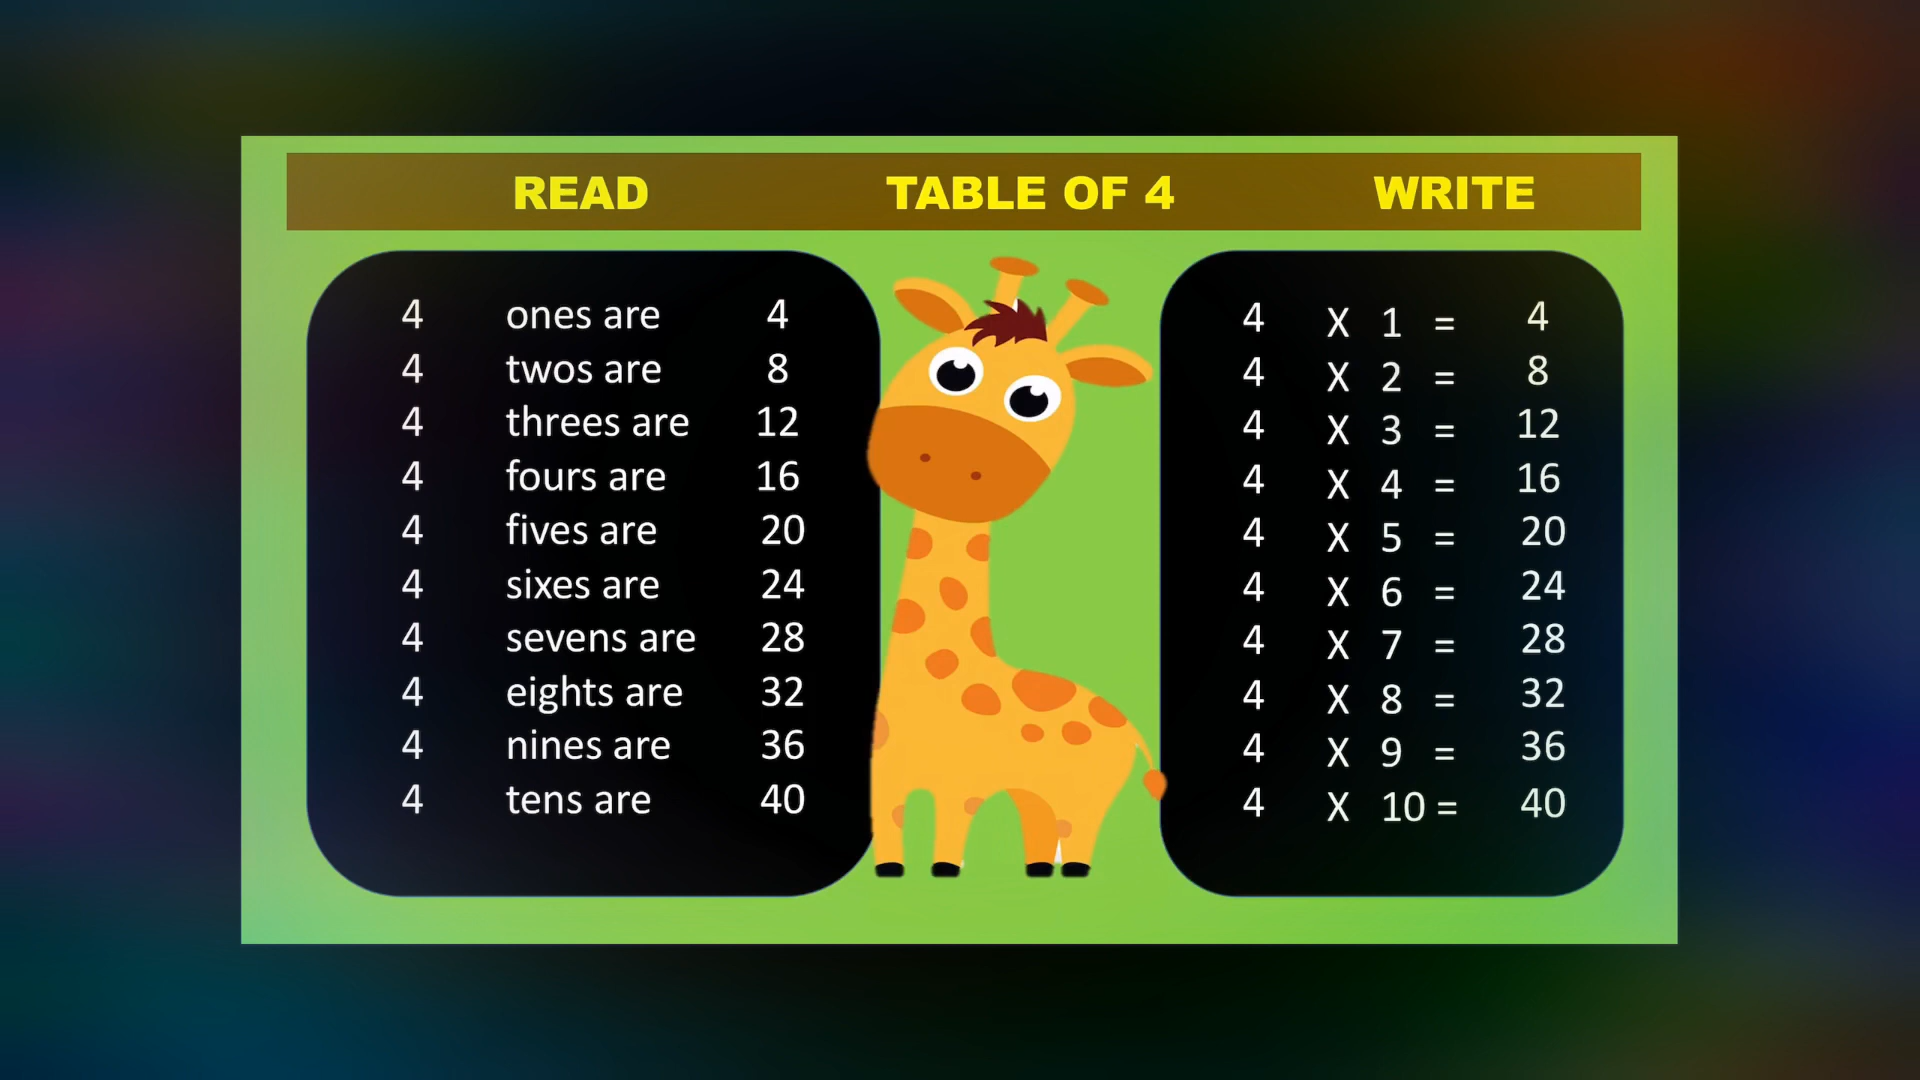 READ TABLE OF 4 WRITE
4 ones are 4
4 twos are 8
4 threes are 12
4 fours are 16
4 fives are 20
4 sixes are 24
4 sevens are 28
4 eights are 32
4 nines are 36
4 tens are 40
4 X 1 = 4
4 X 2 = 8
4 X 3 = 12
4 X 4 = 16
4 X 5 = 20
4 X 6 = 24
4 X 7 = 28
4 X 8 = 32
4 X 9 = 36
4 X 10 = 40